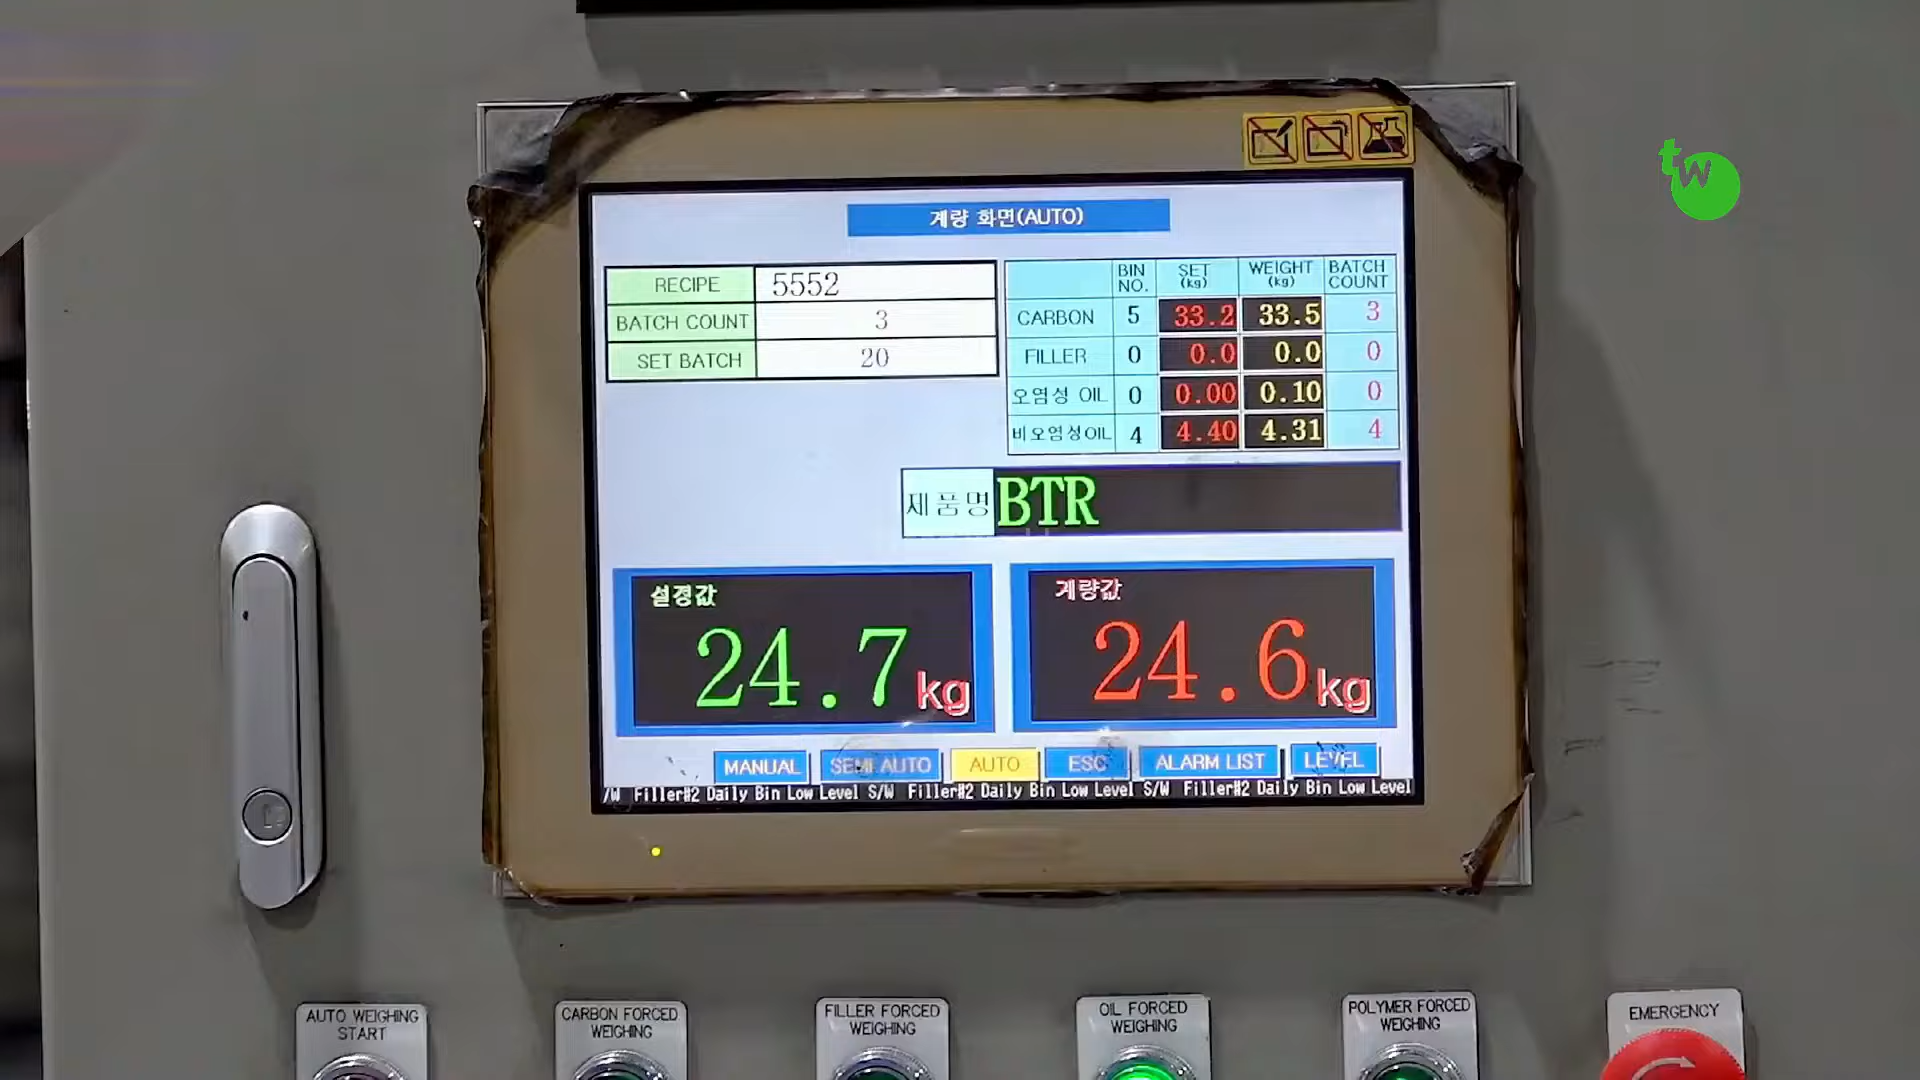 tw
계량 화면(AUTO)
RECIPE 5552
BATCH COUNT 3
SET BATCH 20
BIN NO. SET (kg) WEIGHT (kg) BATCH COUNT
CARBON 5 33.2 33.5 3
FILLER 0 0.0 0.0 0
오염성 OIL 0 0.00 0.10 0
비오염성OIL 4 4.40 4.31 4
제품명 BTR
설정값
24.7 kg
계량값
24.6 kg
MANUAL SEMI AUTO AUTO ESC ALARM LIST LEVEL
/W Filler#2 Daily Bin Low Level S/W Filler#2 Daily Bin Low Level S/W Filler#2 Daily Bin Low Level
AUTO WEIGHING START
CARBON FORCED WEIGHING
FILLER FORCED WEIGHING
OIL FORCED WEIGHING
POLYMER FORCED WEIGHING
EMERGENCY